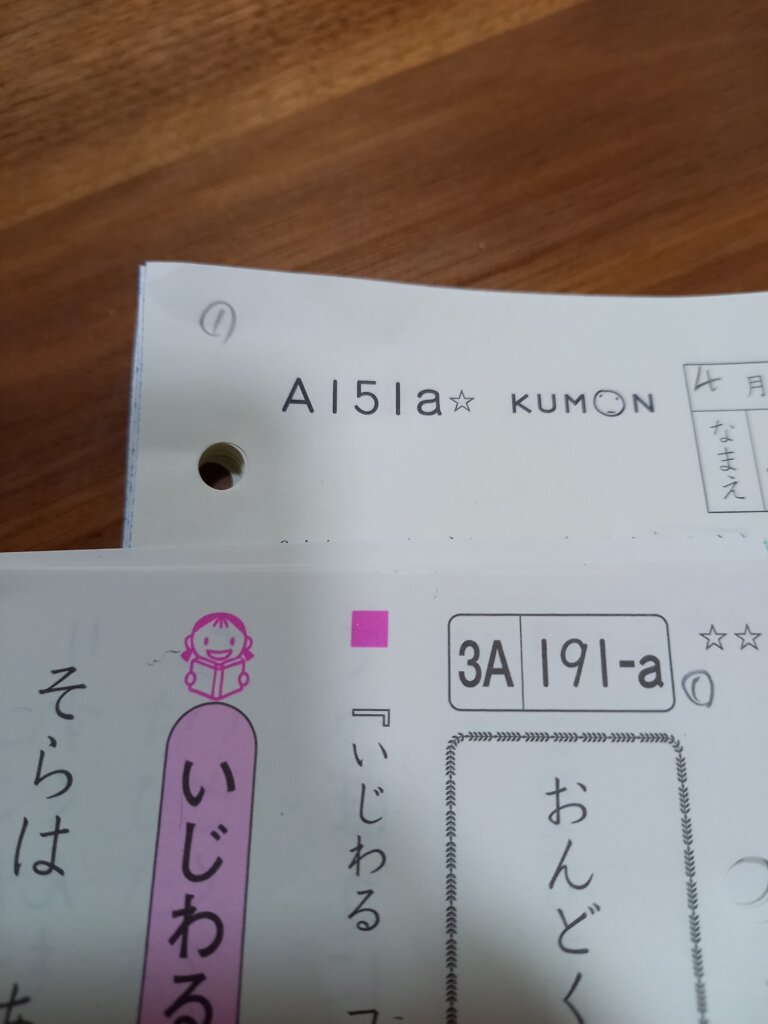 ①
A151a☆ KUMON
4月
なまえ
3A 191-a ①
☆☆
おんどく
『いじわる
いじわる
そらは